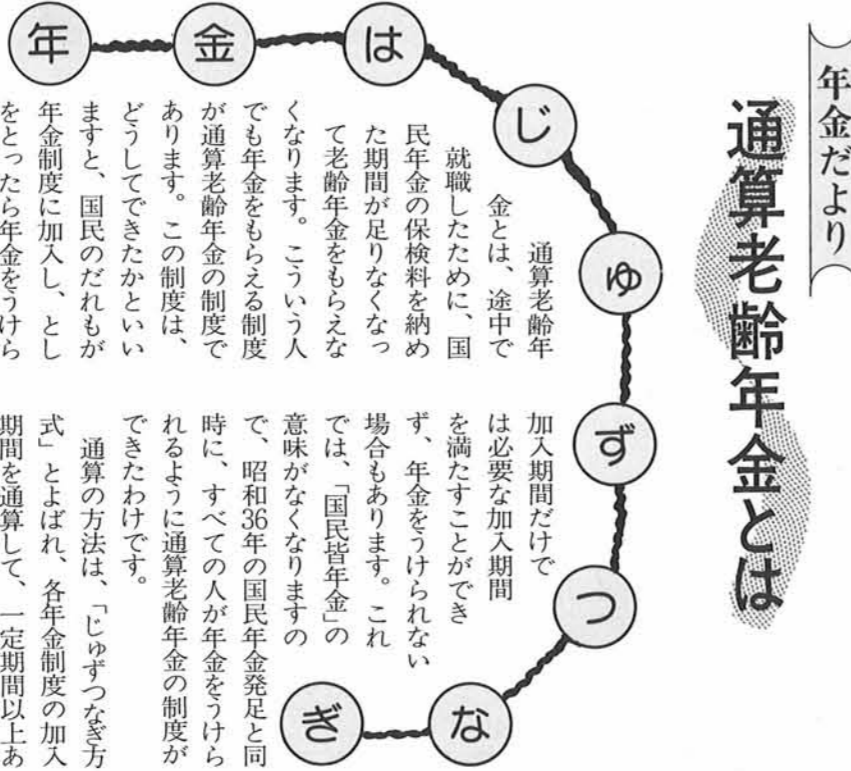 年金だより
通算老齢年金とは
年金はじゅずつなぎ
通算老齢年
金とは、途中で
就職したために、国
民年金の保検料を納め
た期間が足りなくなっ
て老齢年金をもらえな
くなります。こういう人
でも年金をもらえる制度
が通算老齢年金の制度で
あります。この制度は、
どうしてできたかといい
ますと、国民のだれもが
年金制度に加入し、とし
をとったら年金をうけら
加入期間だけで
は必要な加入期間
を満たすことができ
ず、年金をうけられない
場合もあります。これ
では、「国民皆年金」の
意味がなくなりますの
で、昭和36年の国民年金発足と同
時に、すべての人が年金をうけら
れるように通算老齢年金の制度が
できたわけです。
通算の方法は、「じゅずつなぎ方
式」とよばれ、各年金制度の加入
期間を通算して、一定期間以上あ